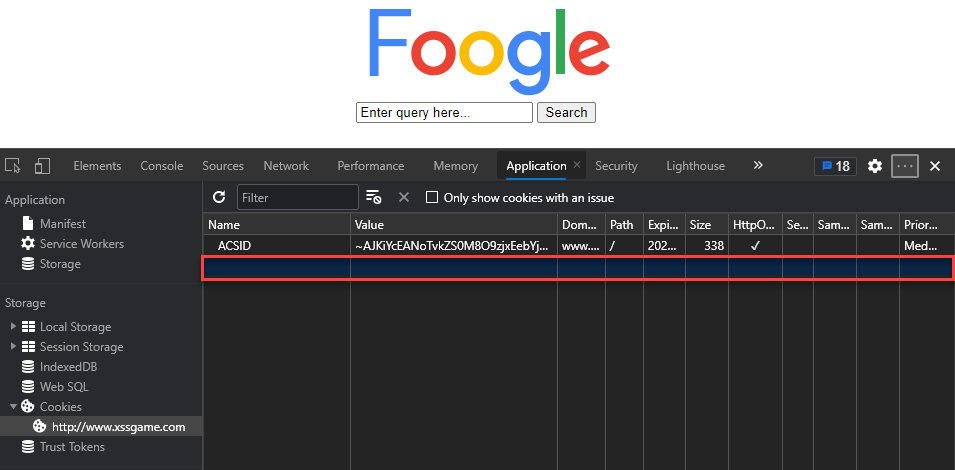 Foogle
Enter query here... Search
Elements Console Sources Network Performance Memory Application × Security Lighthouse » 18 ··· ×
Application
Manifest
Service Workers
Storage
Storage
Local Storage
Session Storage
IndexedDB
Web SQL
Cookies
http://www.xssgame.com
Trust Tokens
Filter Only show cookies with an issue
Name Value Dom... Path Expi... Size HttpO... Se... Sam... Sam... Prior...
ACSID ~AJKiYcEANoTvkZS0M8O9zjxEebYj... www.... / 202... 338 ✓ Med...